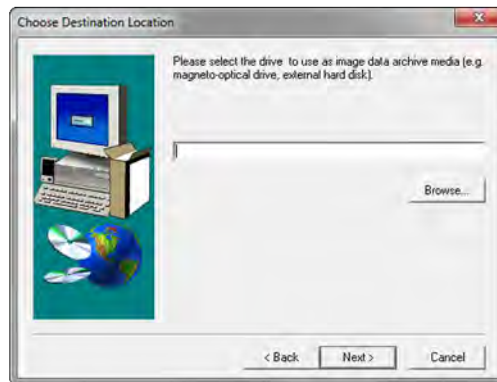 Choose Destination Location
Please select the drive to use as image data archive media (e.g.
magneto-optical drive, external hard disk).
Browse...
< Back
Next >
Cancel